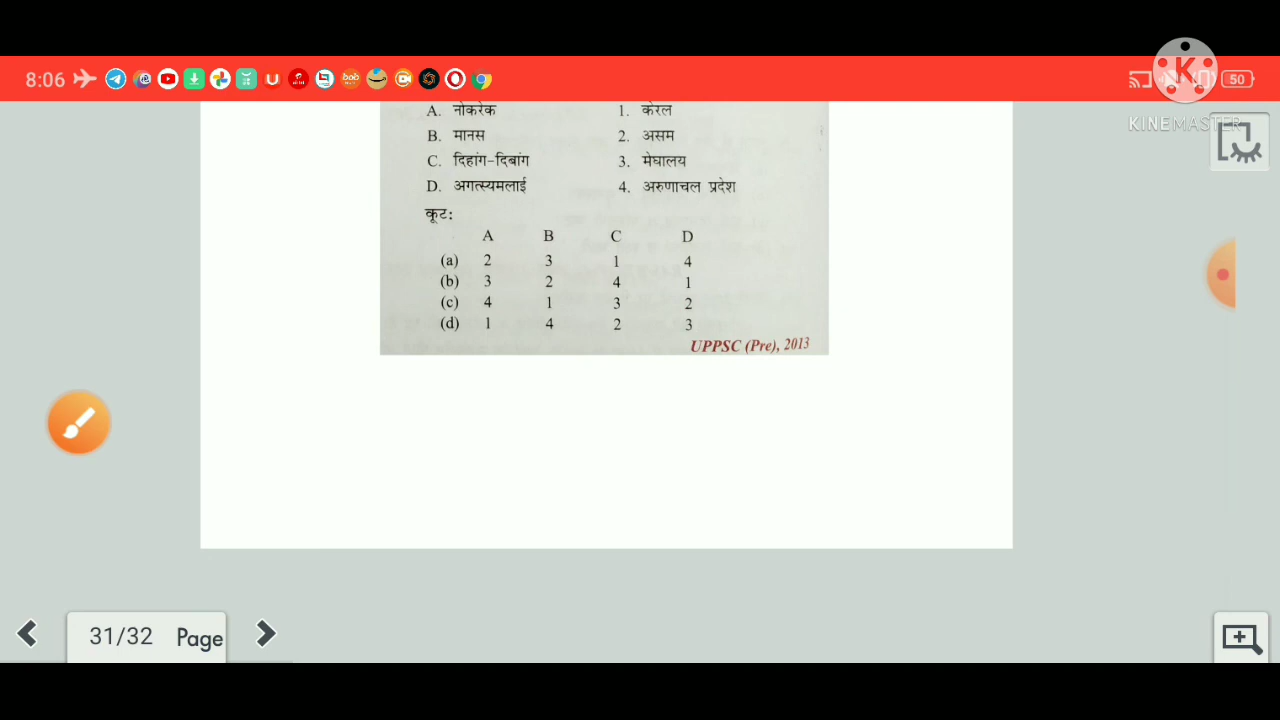 8:06
50
KINEMASTER
A. नोकरेक 1. केरल
B. मानस 2. असम
C. दिहांग-दिबांग 3. मेघालय
D. अगत्स्यमलाई 4. अरुणाचल प्रदेश
कूट:
A B C D
(a) 2 3 1 4
(b) 3 2 4 1
(c) 4 1 3 2
(d) 1 4 2 3
UPPSC (Pre), 2013
31/32 Page